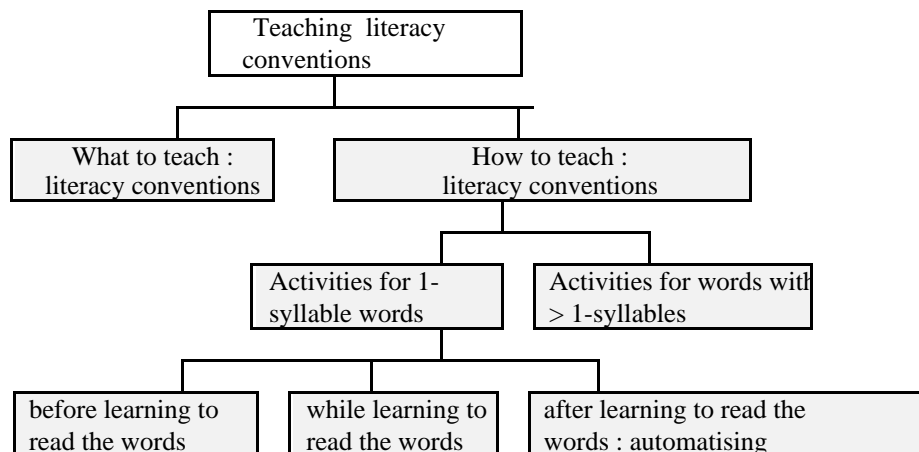 Teaching literacy
conventions
What to teach :
literacy conventions
How to teach :
literacy conventions
Activities for 1-
syllable words
Activities for words with
> 1-syllables
before learning to
read the words
while learning to
read the words
after learning to read the
words : automatising